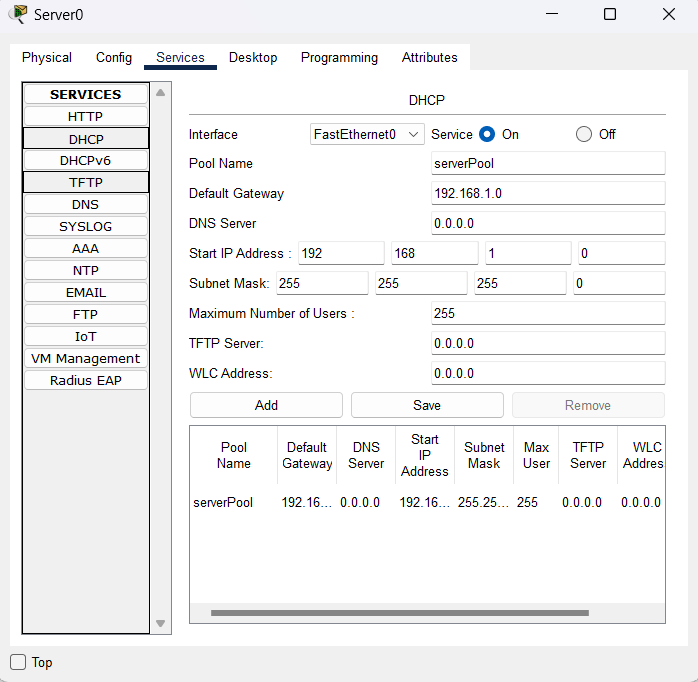 Server0
Physical Config Services Desktop Programming Attributes
SERVICES
HTTP
DHCP
DHCPv6
TFTP
DNS
SYSLOG
AAA
NTP
EMAIL
FTP
IoT
VM Management
Radius EAP
DHCP
Interface FastEthernet0 Service On Off
Pool Name serverPool
Default Gateway 192.168.1.0
DNS Server 0.0.0.0
Start IP Address : 192 168 1 0
Subnet Mask: 255 255 255 0
Maximum Number of Users : 255
TFTP Server: 0.0.0.0
WLC Address: 0.0.0.0
Add Save Remove
Pool Name Default Gateway DNS Server Start IP Address Subnet Mask Max User TFTP Server WLC Addres
serverPool 192.16... 0.0.0.0 192.16... 255.25... 255 0.0.0.0 0.0.0.0
Top